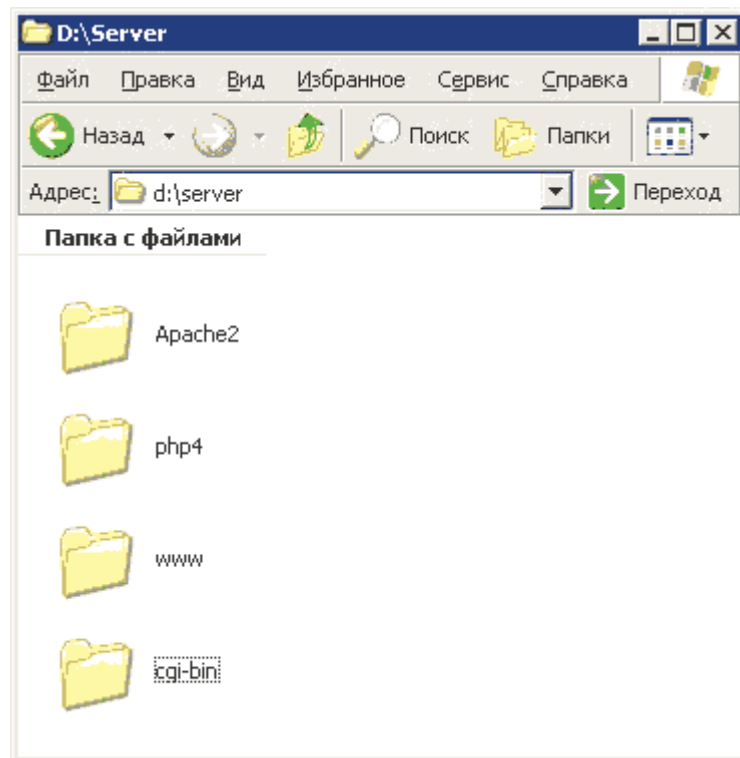 D:\Server
Файл Правка Вид Избранное Сервис Справка
Назад Поиск Папки
Адрес: d:\server Переход
Папка с файлами
Apache2
php4
www
cgi-bin